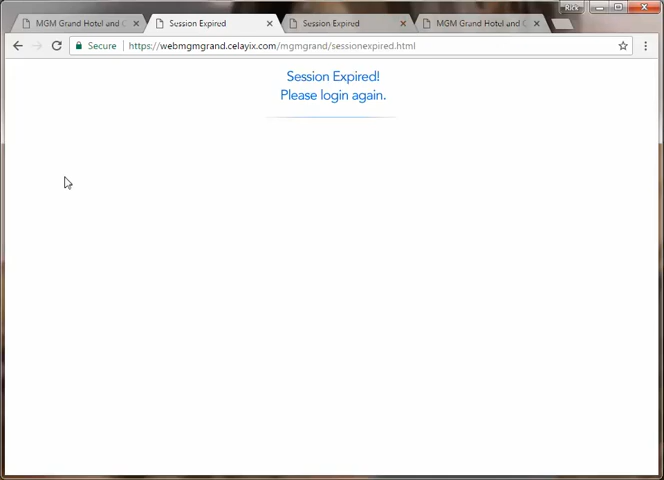 Rick
MGM Grand Hotel and C
Session Expired
Session Expired
MGM Grand Hotel and C
Secure
https://webmgmgrand.celayix.com/mgmgrand/sessionexpired.html
Session Expired!
Please login again.